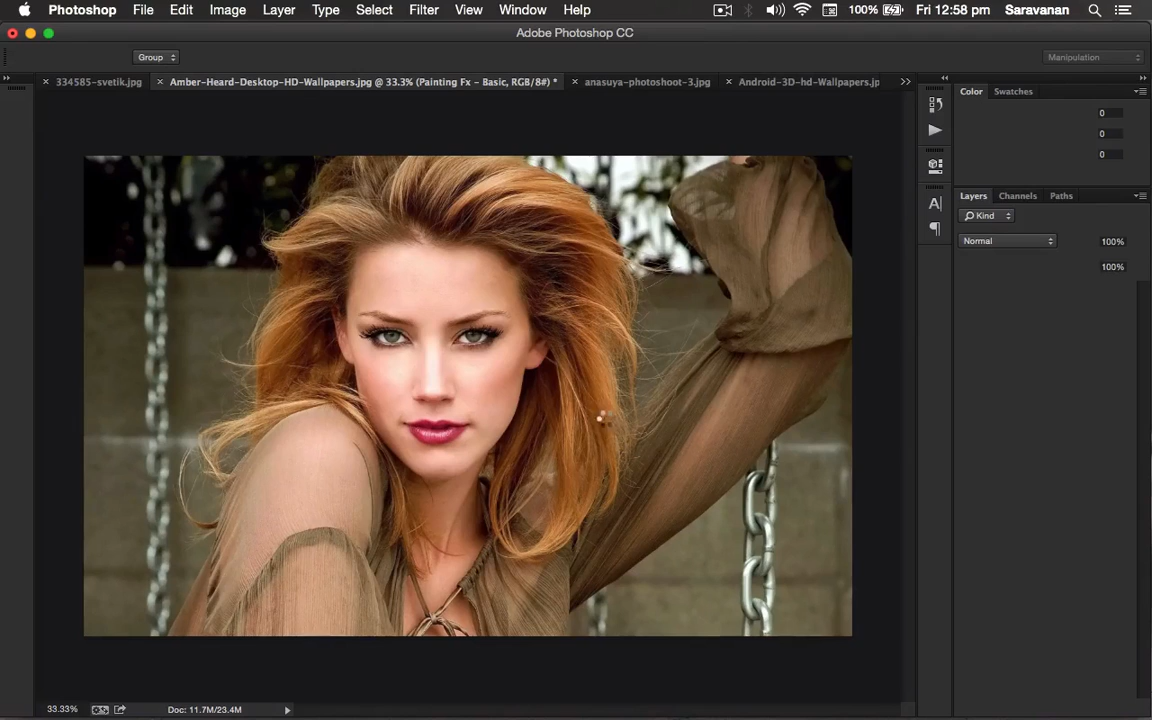 Photoshop File Edit Image Layer Type Select Filter View Window Help 100% Fri 12:58 pm Saravanan
Adobe Photoshop CC
Group Manipulation
334585-svetik.jpg Amber-Heard-Desktop-HD-Wallpapers.jpg @ 33.3% (Painting Fx - Basic, RGB/8#) * anasuya-photoshoot-3.jpg Android-3D-hd-Wallpapers.jp
Color Swatches
0
0
0
Layers Channels Paths
Kind
Normal 100%
100%
33.33% Doc: 11.7M/23.4M